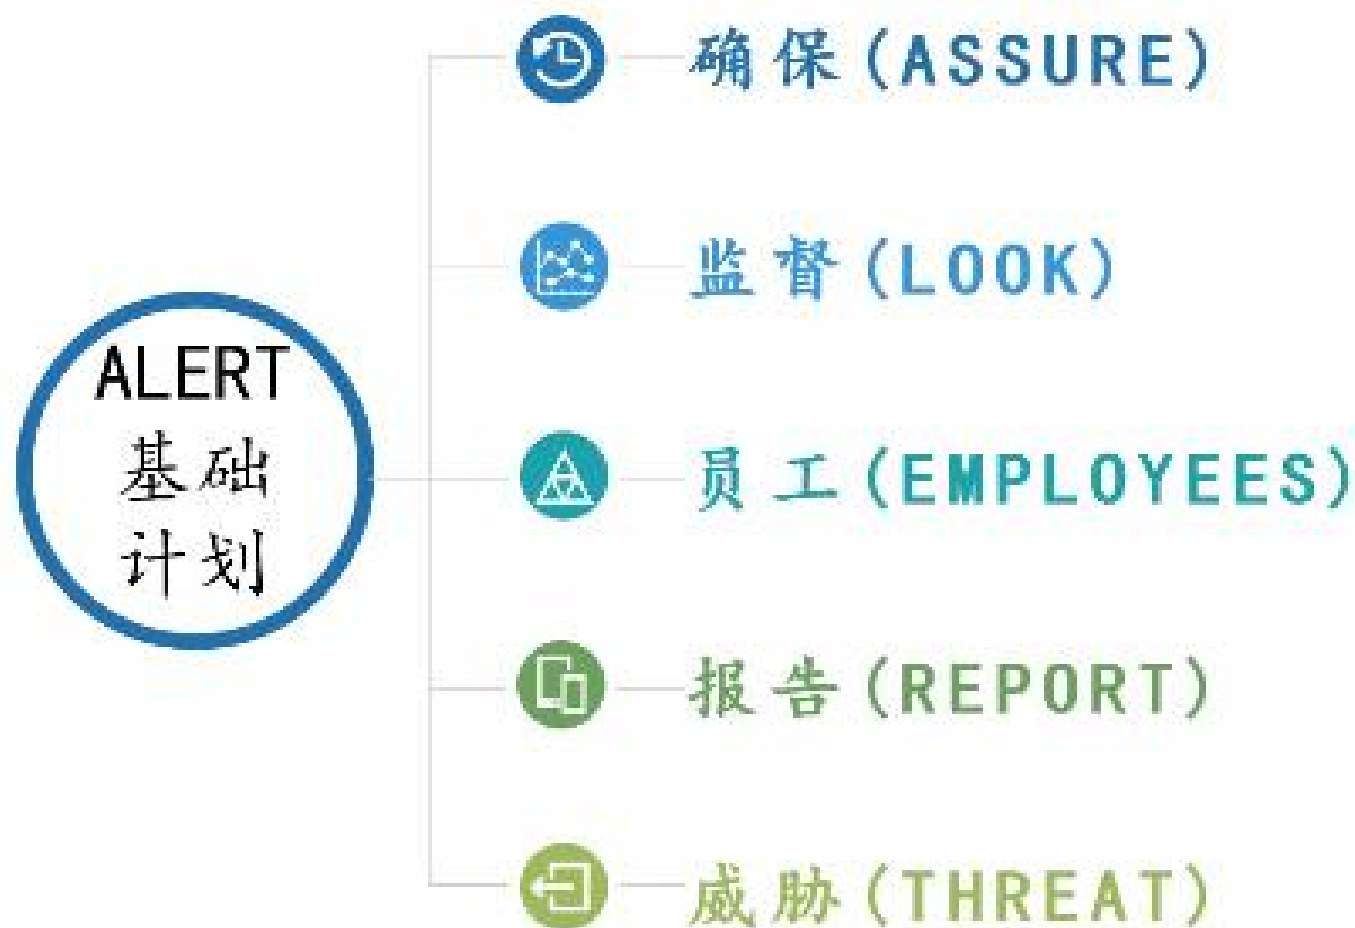 ALERT
基础
计划
确保(ASSURE)
监督(LOOK)
员工(EMPLOYEES)
报告(REPORT)
威胁(THREAT)